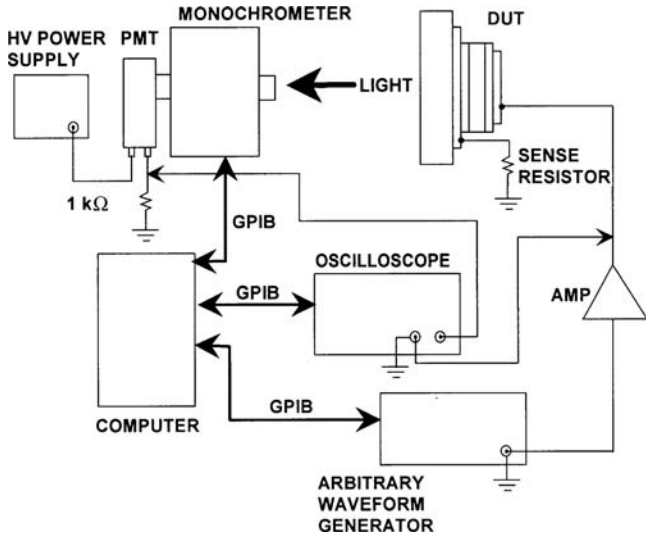 MONOCHROMETER
DUT
HV POWER
SUPPLY
PMT
LIGHT
SENSE
RESISTOR
1 kΩ
GPIB
OSCILLOSCOPE
GPIB
AMP
COMPUTER
GPIB
ARBITRARY
WAVEFORM
GENERATOR